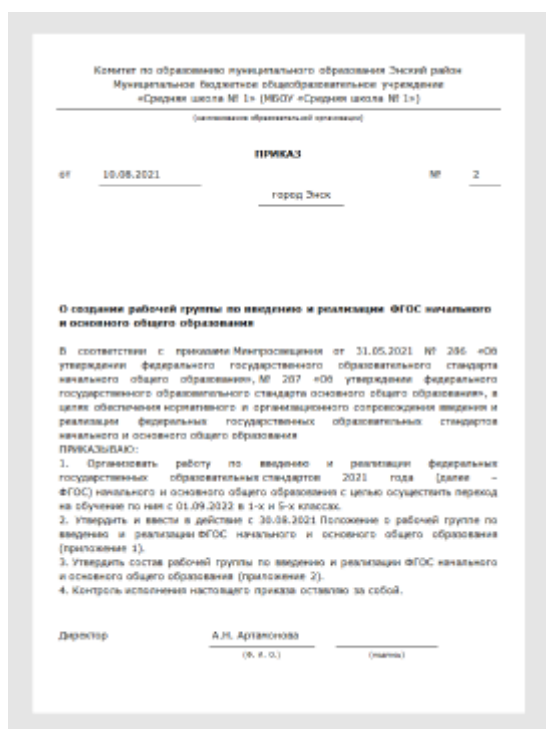 Комитет по образованию муниципального образования Энский район
Муниципальное бюджетное общеобразовательное учреждение
«Средняя школа № 1» (МБОУ «Средняя школа № 1»)
(наименование образовательной организации)
ПРИКАЗ
от 10.08.2021 № 2
город Энск
О создании рабочей группы по введению и реализации ФГОС начального
и основного общего образования
В соответствии с приказами Минпросвещения от 31.05.2021 № 286 «Об
утверждении федерального государственного образовательного стандарта
начального общего образования», № 287 «Об утверждении федерального
государственного образовательного стандарта основного общего образования», в
целях обеспечения нормативного и организационного сопровождения введения и
реализации федеральных государственных образовательных стандартов
начального и основного общего образования
ПРИКАЗЫВАЮ:
1. Организовать работу по введению и реализации федеральных
государственных образовательных стандартов 2021 года (далее –
ФГОС) начального и основного общего образования с целью осуществить переход
на обучение по ним с 01.09.2022 в 1-х и 5-х классах.
2. Утвердить и ввести в действие с 30.08.2021 Положение о рабочей группе по
введению и реализации ФГОС начального и основного общего образования
(приложение 1).
3. Утвердить состав рабочей группы по введению и реализации ФГОС начального
и основного общего образования (приложение 2).
4. Контроль исполнения настоящего приказа оставляю за собой.
Директор А.Н. Артамонова
(Ф. И. О.) (подпись)